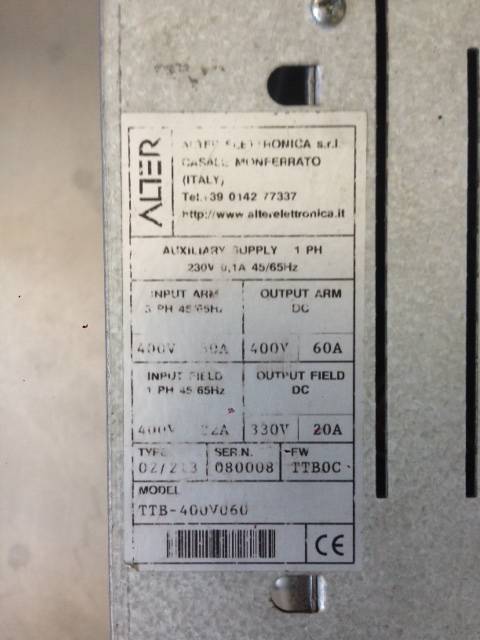 ALTER
ALTER ELETTRONICA s.r.l.
CASALE MONFERRATO
(ITALY)
Tel.+39 0142 77337
http://www.alterelettronica.it
AUXILIARY SUPPLY 1 PH
230V 0,1A 45/65Hz
INPUT ARM
3 PH 45/65Hz
400V
OUTPUT ARM
DC
400V 60A
INPUT FIELD
1 PH 45/65Hz
400V 22A
OUTPUT FIELD
DC
330V 20A
TYPE
SER.N.
080008
FW
TTB0C
MODEL
TTB-400V060
CE